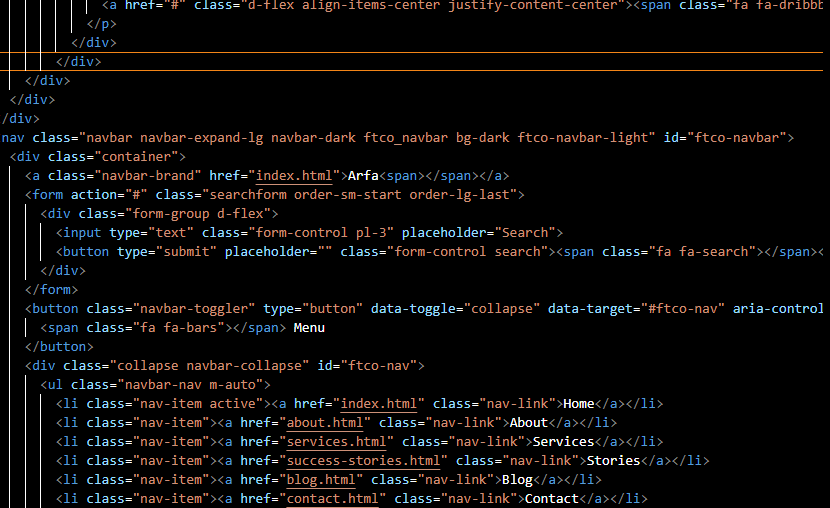 <a href="#" class="d-flex align-items-center justify-content-center"><span class="fa fa-dribbb
</p>
</div>
</div>
</div>
</div>
/div>
nav class="navbar navbar-expand-lg navbar-dark ftco_navbar bg-dark ftco-navbar-light" id="ftco-navbar">
<div class="container">
<a class="navbar-brand" href="index.html">Arfa<span></span></a>
<form action="#" class="searchform order-sm-start order-lg-last">
<div class="form-group d-flex">
<input type="text" class="form-control pl-3" placeholder="Search">
<button type="submit" placeholder="" class="form-control search"><span class="fa fa-search"></span><
</div>
</form>
<button class="navbar-toggler" type="button" data-toggle="collapse" data-target="#ftco-nav" aria-control
<span class="fa fa-bars"></span> Menu
</button>
<div class="collapse navbar-collapse" id="ftco-nav">
<ul class="navbar-nav m-auto">
<li class="nav-item active"><a href="index.html" class="nav-link">Home</a></li>
<li class="nav-item"><a href="about.html" class="nav-link">About</a></li>
<li class="nav-item"><a href="services.html" class="nav-link">Services</a></li>
<li class="nav-item"><a href="success-stories.html" class="nav-link">Stories</a></li>
<li class="nav-item"><a href="blog.html" class="nav-link">Blog</a></li>
<li class="nav-item"><a href="contact.html" class="nav-link">Contact</a></li>